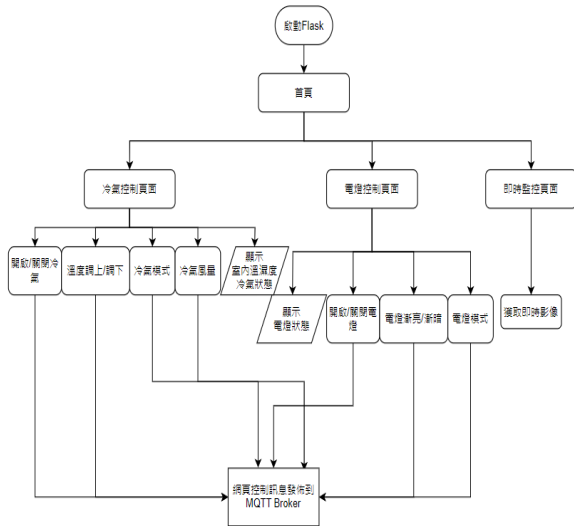 啟動Flask
首頁
冷氣控制頁面
電燈控制頁面
即時監控頁面
開啟/關閉冷
氣
溫度調上/調下
冷氣模式
冷氣風量
顯示
室內溫濕度
冷氣狀態
顯示
電燈狀態
開啟/關閉電
燈
電燈漸亮/漸暗
電燈模式
獲取即時影像
網頁控制訊息發佈到
MQTT Broker